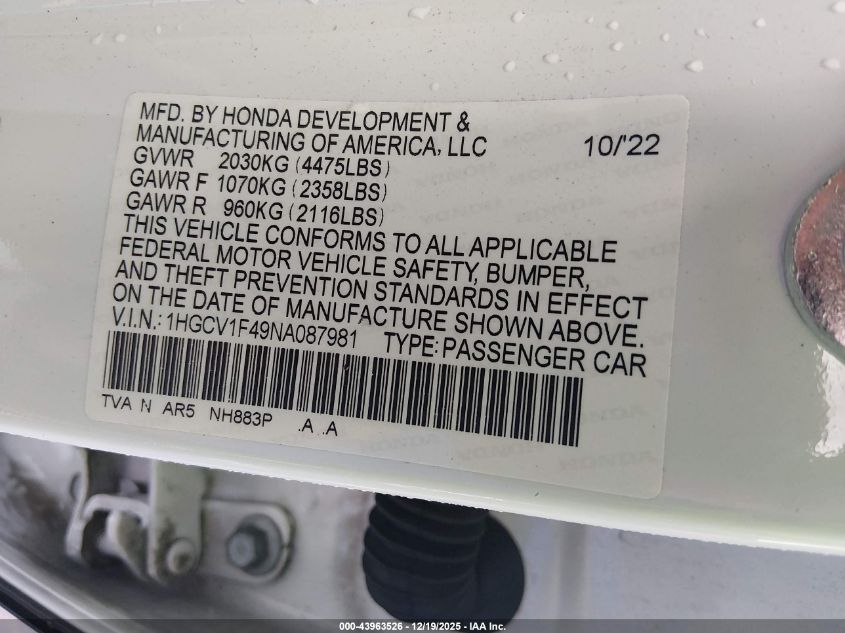 MFD. BY HONDA DEVELOPMENT &
MANUFACTURING OF AMERICA, LLC 10/'22
GVWR 2030KG (4475LBS)
GAWR F 1070KG (2358LBS)
GAWR R 960KG (2116LBS)
THIS VEHICLE CONFORMS TO ALL APPLICABLE
FEDERAL MOTOR VEHICLE SAFETY, BUMPER,
AND THEFT PREVENTION STANDARDS IN EFFECT
ON THE DATE OF MANUFACTURE SHOWN ABOVE.
V.I.N.: 1HGCV1F49NA087981 TYPE: PASSENGER CAR
TVA N AR5 NH883P .A .A
000-43963526 - 12/19/2025 - IAA Inc.